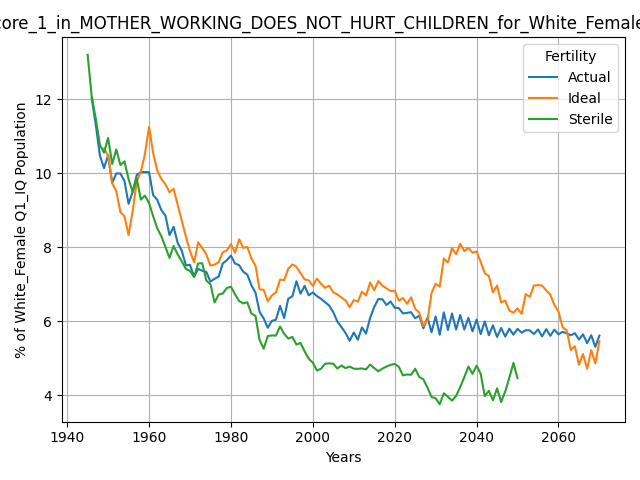 core_1_in_MOTHER_WORKING_DOES_NOT_HURT_CHILDREN_for_White_Female
Fertility
Actual
Ideal
Sterile
% of White_Female Q1_IQ Population
12
10
8
6
4
1940 1960 1980 2000 2020 2040 2060
Years